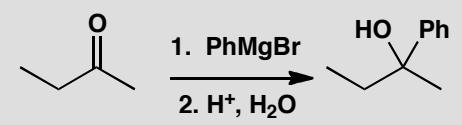 O
HO Ph
1. PhMgBr
2. H⁺, H₂O